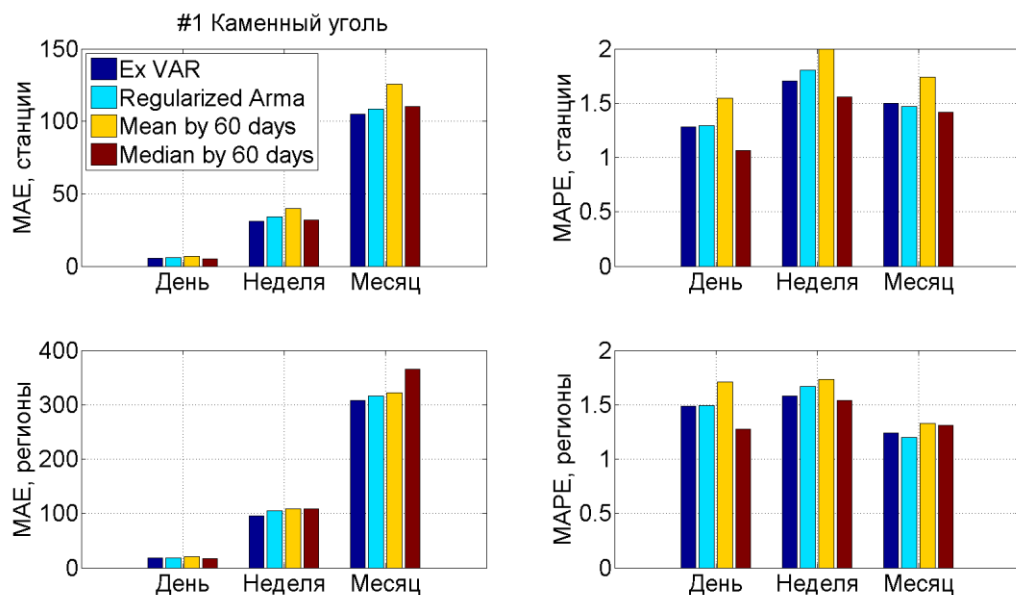 #1 Каменный уголь
150
100
50
0
MAE, станции
Ex VAR
Regularized Arma
Mean by 60 days
Median by 60 days
День Неделя Месяц
2
1.5
1
0.5
0
MAPE, станции
День Неделя Месяц
400
300
200
100
0
MAE, регионы
День Неделя Месяц
2
1.5
1
0.5
0
MAPE, регионы
День Неделя Месяц